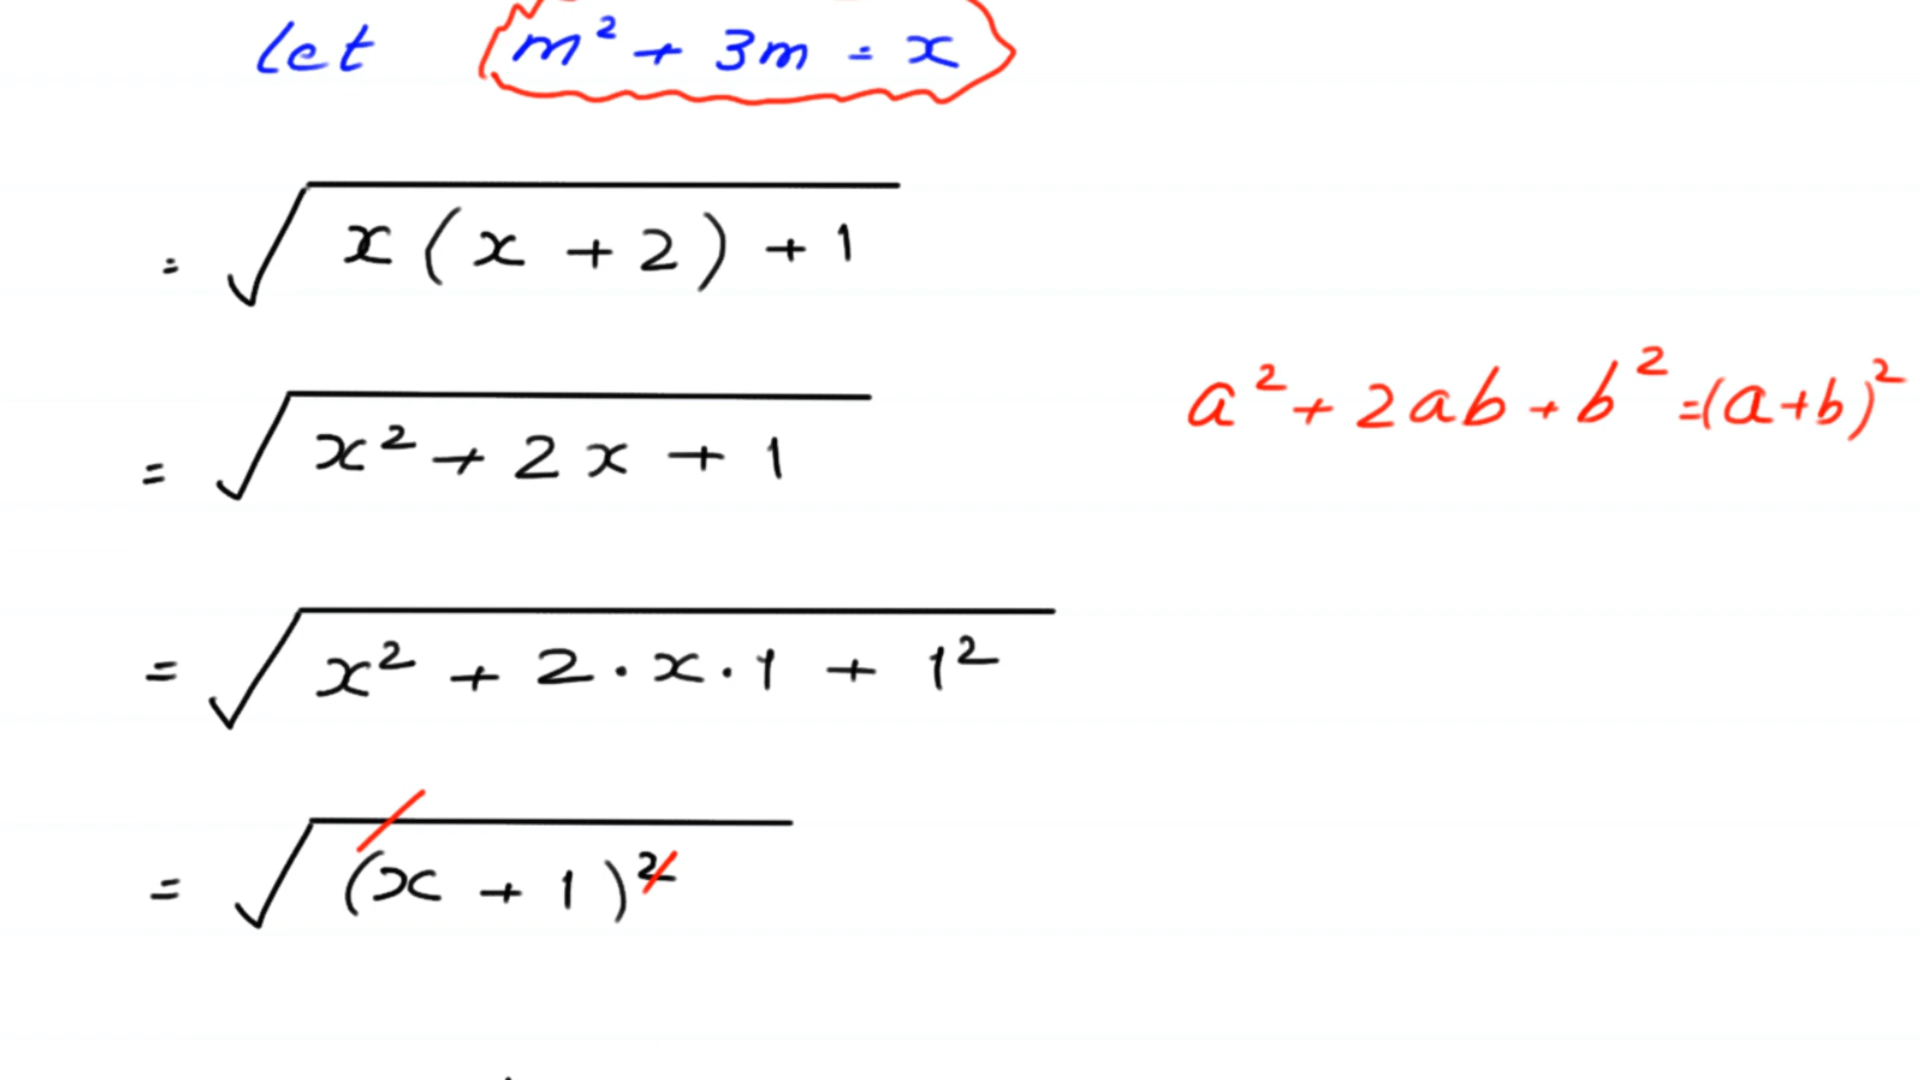 let m² + 3m = x
= √(x(x + 2) + 1)
= √(x² + 2x + 1)
a² + 2ab + b² = (a+b)²
= √(x² + 2·x·1 + 1²)
= √((x + 1)²)